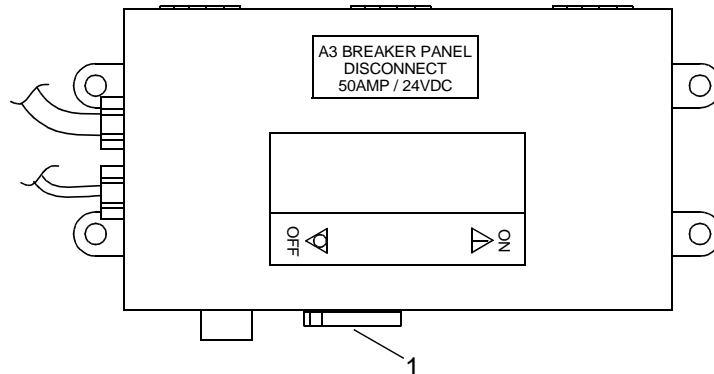 A3 BREAKER PANEL
DISCONNECT
50AMP / 24VDC
OFF
ON
1